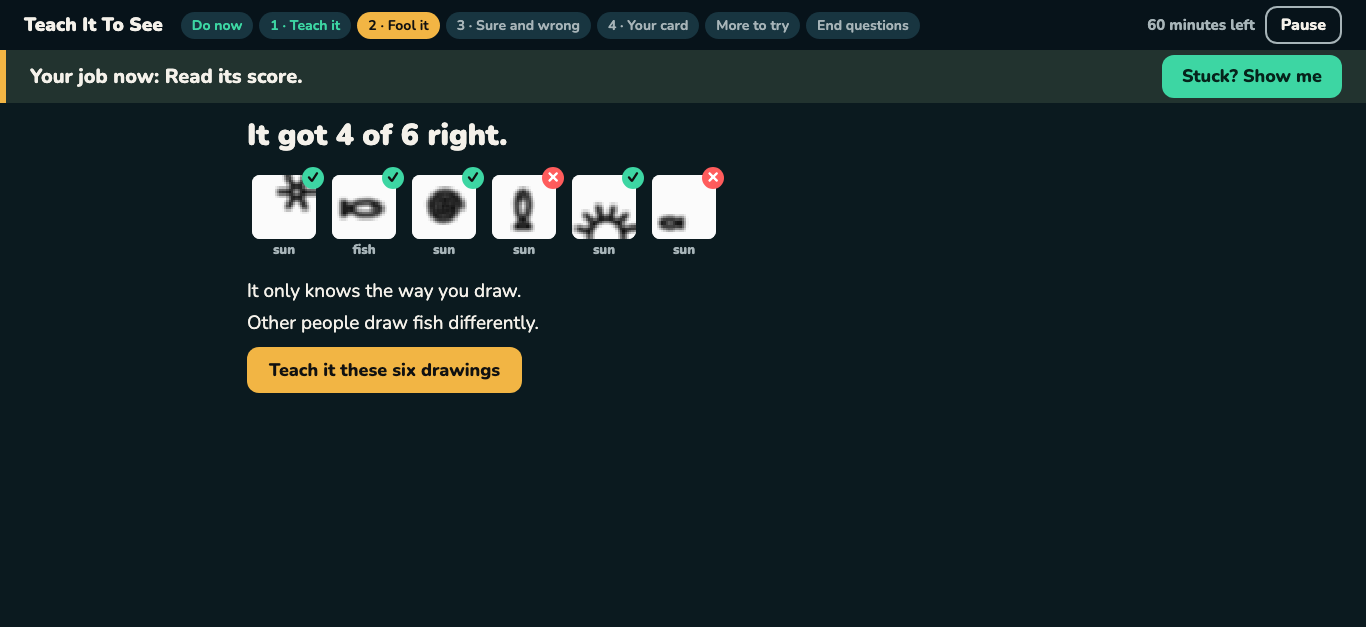 Teach It To See
Do now
1 · Teach it
2 · Fool it
3 · Sure and wrong
4 · Your card
More to try
End questions
60 minutes left
Pause
Your job now: Read its score.
Stuck? Show me
It got 4 of 6 right.
sun
fish
sun
sun
sun
sun
It only knows the way you draw.
Other people draw fish differently.
Teach it these six drawings